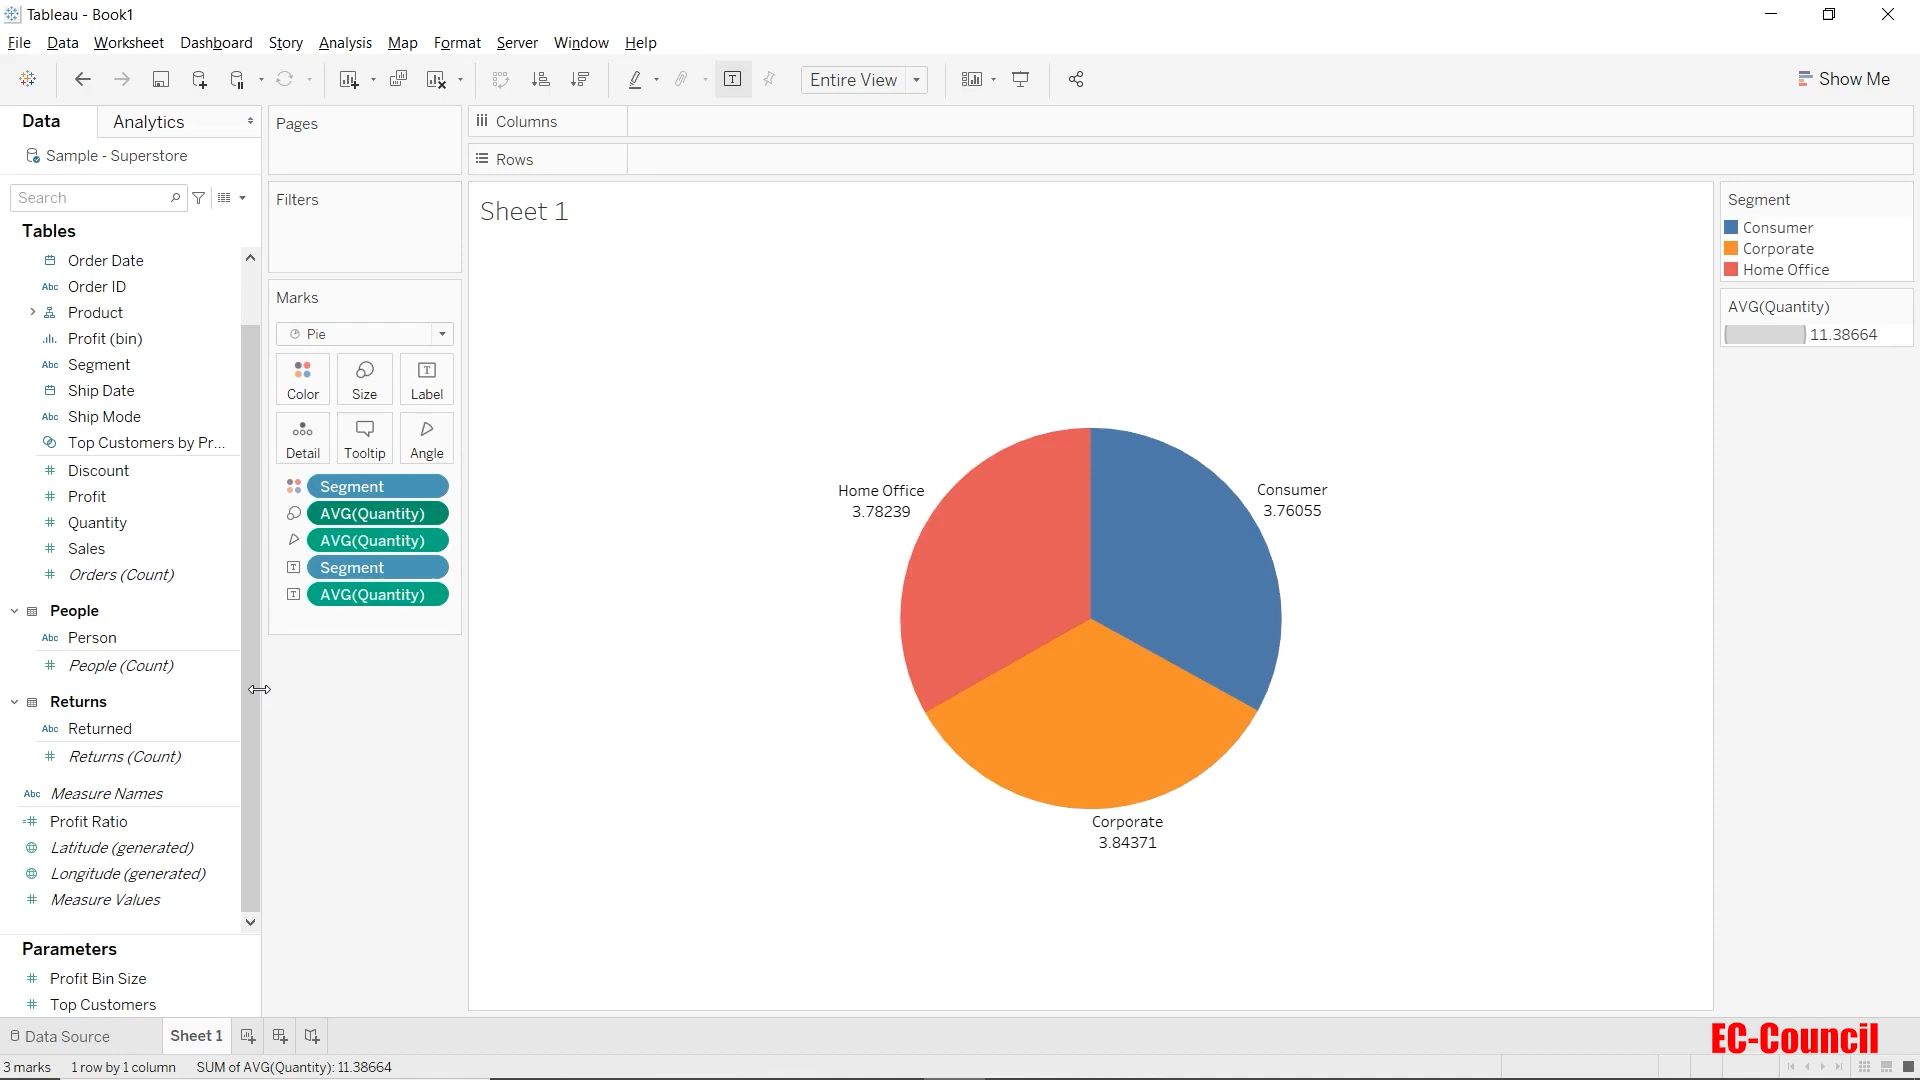 Tableau - Book1
File Data Worksheet Dashboard Story Analysis Map Format Server Window Help
T Entire View Show Me
Data Analytics
Sample - Superstore
Search
Tables
Order Date
Abc Order ID
Product
Profit (bin)
Abc Segment
Ship Date
Abc Ship Mode
Top Customers by Pr...
# Discount
# Profit
# Quantity
# Sales
# Orders (Count)
People
Abc Person
# People (Count)
Returns
Abc Returned
# Returns (Count)
Abc Measure Names
=# Profit Ratio
Latitude (generated)
Longitude (generated)
# Measure Values
Parameters
# Profit Bin Size
# Top Customers
Pages
Filters
Marks
Pie
Color Size T Label
Detail Tooltip Angle
Segment
AVG(Quantity)
AVG(Quantity)
T Segment
T AVG(Quantity)
Columns
Rows
Sheet 1
Home Office
3.78239
Consumer
3.76055
Corporate
3.84371
Segment
Consumer
Corporate
Home Office
AVG(Quantity)
11.38664
Data Source Sheet 1
EC-Council
3 marks 1 row by 1 column SUM of AVG(Quantity): 11.38664